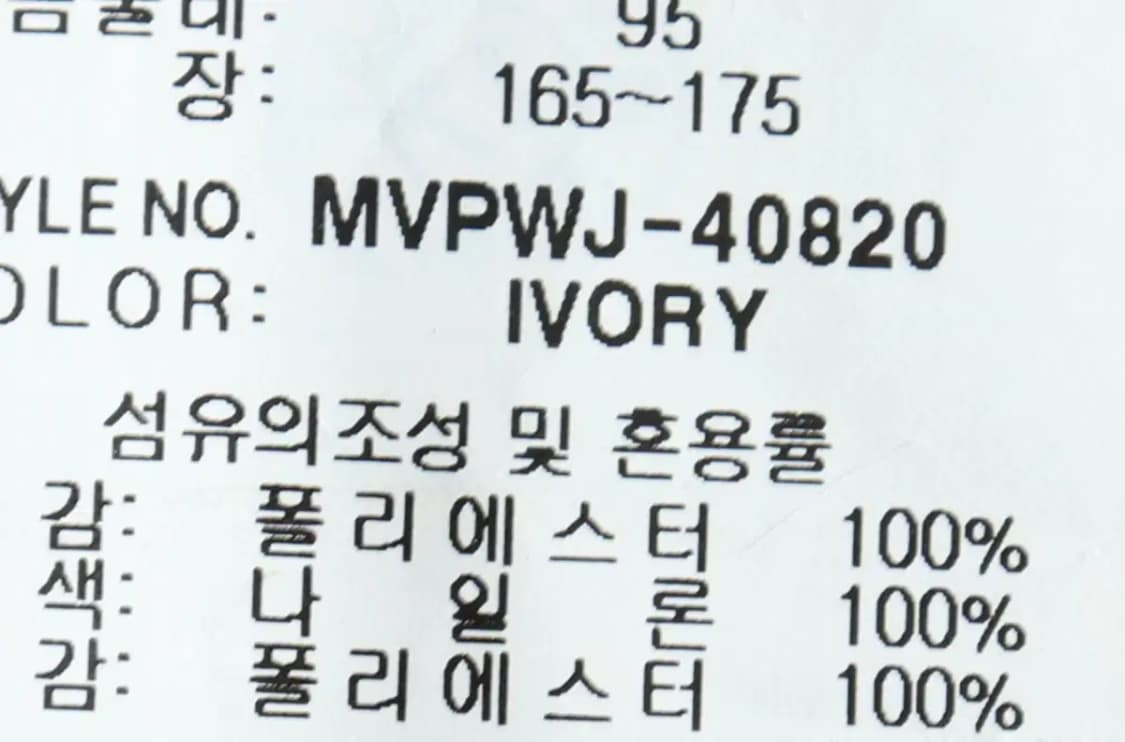 95
장: 165~175
YLE NO. MVPWJ-40820
OLOR: IVORY
섬유의조성 및 혼용률
감: 폴리에스터 100%
색: 나일론 100%
감: 폴리에스터 100%